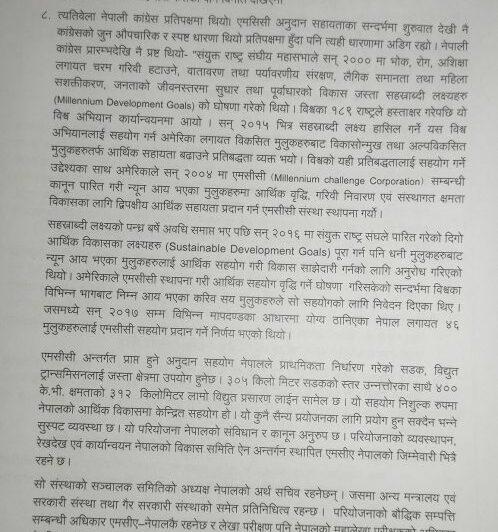 ८. त्यतिवेला नेपाली कांग्रेस प्रतिपक्षमा थियो। एमसिसी अनुदान सहायताका सन्दर्भमा शुरुवात देखी नै
कांग्रेसको जुन औपचारिक र स्पष्ट धारणा थियो प्रतिपक्षमा हुँदा पनि त्यही धारणामा अडिग रह्यो । नेपाली
कांग्रेस प्रारम्भदेखि नै प्रष्ट थियो- "संयुक्त राष्ट्र संघीय महासभाले सन् २००० मा भोक, रोग, अशिक्षा
लगायत चरम गरिवी हटाउने, वातावरण तथा पर्यावरणीय संरक्षण, लैगिक समानता तथा महिला
सशक्तीकरण, जनताको जीवनस्तरमा सुधार तथा पूर्वाधारको विकास जस्ता सहस्राब्दी लक्ष्यहरु
(Millennium Development Goals) को घोषणा गरेको थियो । विश्वका १८९ राष्ट्रले हस्ताक्षर गरेपछि यो
विश्व अभियान कार्यान्वयनमा आयो । सन् २०१५ भित्र सहस्राब्दी लक्ष्य हासिल गर्ने यस विश्व
अभियानलाई सहयोग गर्न अमेरिका लगायत विकसित मुलुकहरुबाट विकासोन्मुख तथा अल्पविकसित
मुलुकहरुतर्फ आर्थिक सहायता बढाउने प्रतिबद्धता व्यक्त भयो । विश्वको यही प्रतिबद्धतालाई सहयोग गर्ने
उद्देश्यका साथ अमेरिकाले सन् २००४ मा एमसीसी (Millennium challenge Corporation) सम्बन्धी
कानून पारित गरी न्यून आय भएका मुलुकहरुमा आर्थिक वृद्धि, गरिवी निवारण एवं संस्थागत क्षमता
विकासका लागि द्विपक्षीय आर्थिक सहायता प्रदान गर्न एमसीसी संस्था स्थापना गर्यो ।
सहस्राब्दी लक्ष्यको पन्ध्र बर्षे अवधि समाप्त भए पछि सन् २०१६ मा संयुक्त राष्ट्र संघले पारित गरेको दिगो
आर्थिक विकासका लक्ष्यहरु (Sustainable Development Goals) पूरा गर्न पनि धनी मुलुकहरुबाट
न्यून आय भएका मुलुकहरुलाई आर्थिक सहयोग गरी विकास साझेदारी गर्नको लागि अनुरोध गरिएको
थियो । अमेरिकाले एमसीसी स्थापना गरी आर्थिक सहयोग वृद्धि गर्ने घोषणा गरिसकेको सन्दर्भमा विश्वका
विभिन्न भागबाट निम्न आय भएका करिव सय मुलुकहरुले सो सहयोगको लागि निवेदन दिएका थिए ।
जसमध्ये सन् २०१७ सम्म विभिन्न मापदण्डका आधारमा योग्य ठानिएका नेपाल लगायत ४६
मुलुकहरुलाई एमसीसी सहयोग प्रदान गर्ने निर्णय भएको थियो ।
एमसीसी अन्तर्गत प्राप्त हुने अनुदान सहयोग नेपालले प्राथमिकता निर्धारण गरेको सडक, विद्युत
ट्रान्समिसनलाई जस्ता क्षेत्रमा उपयोग हुनेछ । ३०५ किलो मिटर सडकको स्तर उन्नत्तोरका साथै ४००
के.भी. क्षमताको ३१२ किलोमिटर लामो विद्युत प्रसारण लाईन सामेल छ । यो सहयोग निशुल्क रुपमा
नेपालको आर्थिक विकासमा केन्द्रित सहयोग हो । यो कुनै सैन्य प्रयोजनका लागि प्रयोग हुन सक्दैन भन्ने
सुस्पट व्यवस्था छ । यो परियोजना नेपालको संविधान र कानून अनुरुप छ । परियोजनाको व्यवस्थापन,
रेखदेख एवं कार्यान्वयन नेपालको विकास समिति ऐन अन्तर्गत स्थापित एमसीए नेपालको जिम्मेवारी भित्रै
रहने छ ।
सो संस्थाको सञ्चालक समितिको अध्यक्ष नेपालको अर्थ सचिव रहनेछन् । जसमा अन्य मन्त्रालय एवं
सरकारी संस्था तथा गैर सरकारी संस्थाको समेत प्रतिनिधित्व रहन्छ । परियोजनाको बौद्धिक सम्पत्ति
सम्बन्धी अधिकार एमसीए-नेपालकै रहनेछ र लेखा परीक्षण पनि नेपालको